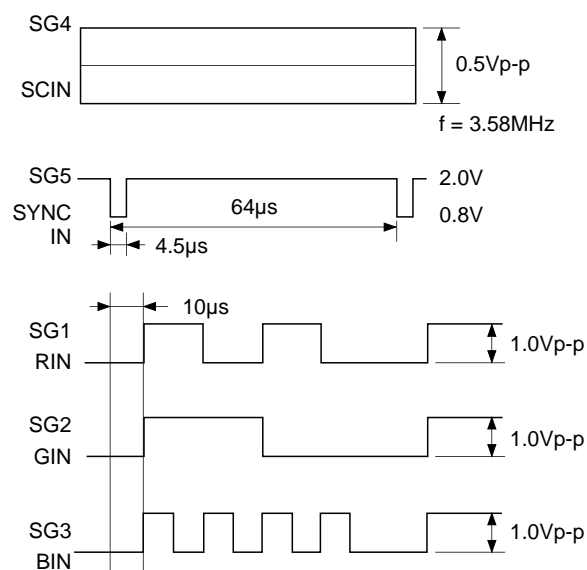 SG4
SCIN
0.5Vp-p
f = 3.58MHz
SG5
2.0V
SYNC
IN
64μs
0.8V
4.5μs
10μs
SG1
RIN
1.0Vp-p
SG2
GIN
1.0Vp-p
SG3
BIN
1.0Vp-p